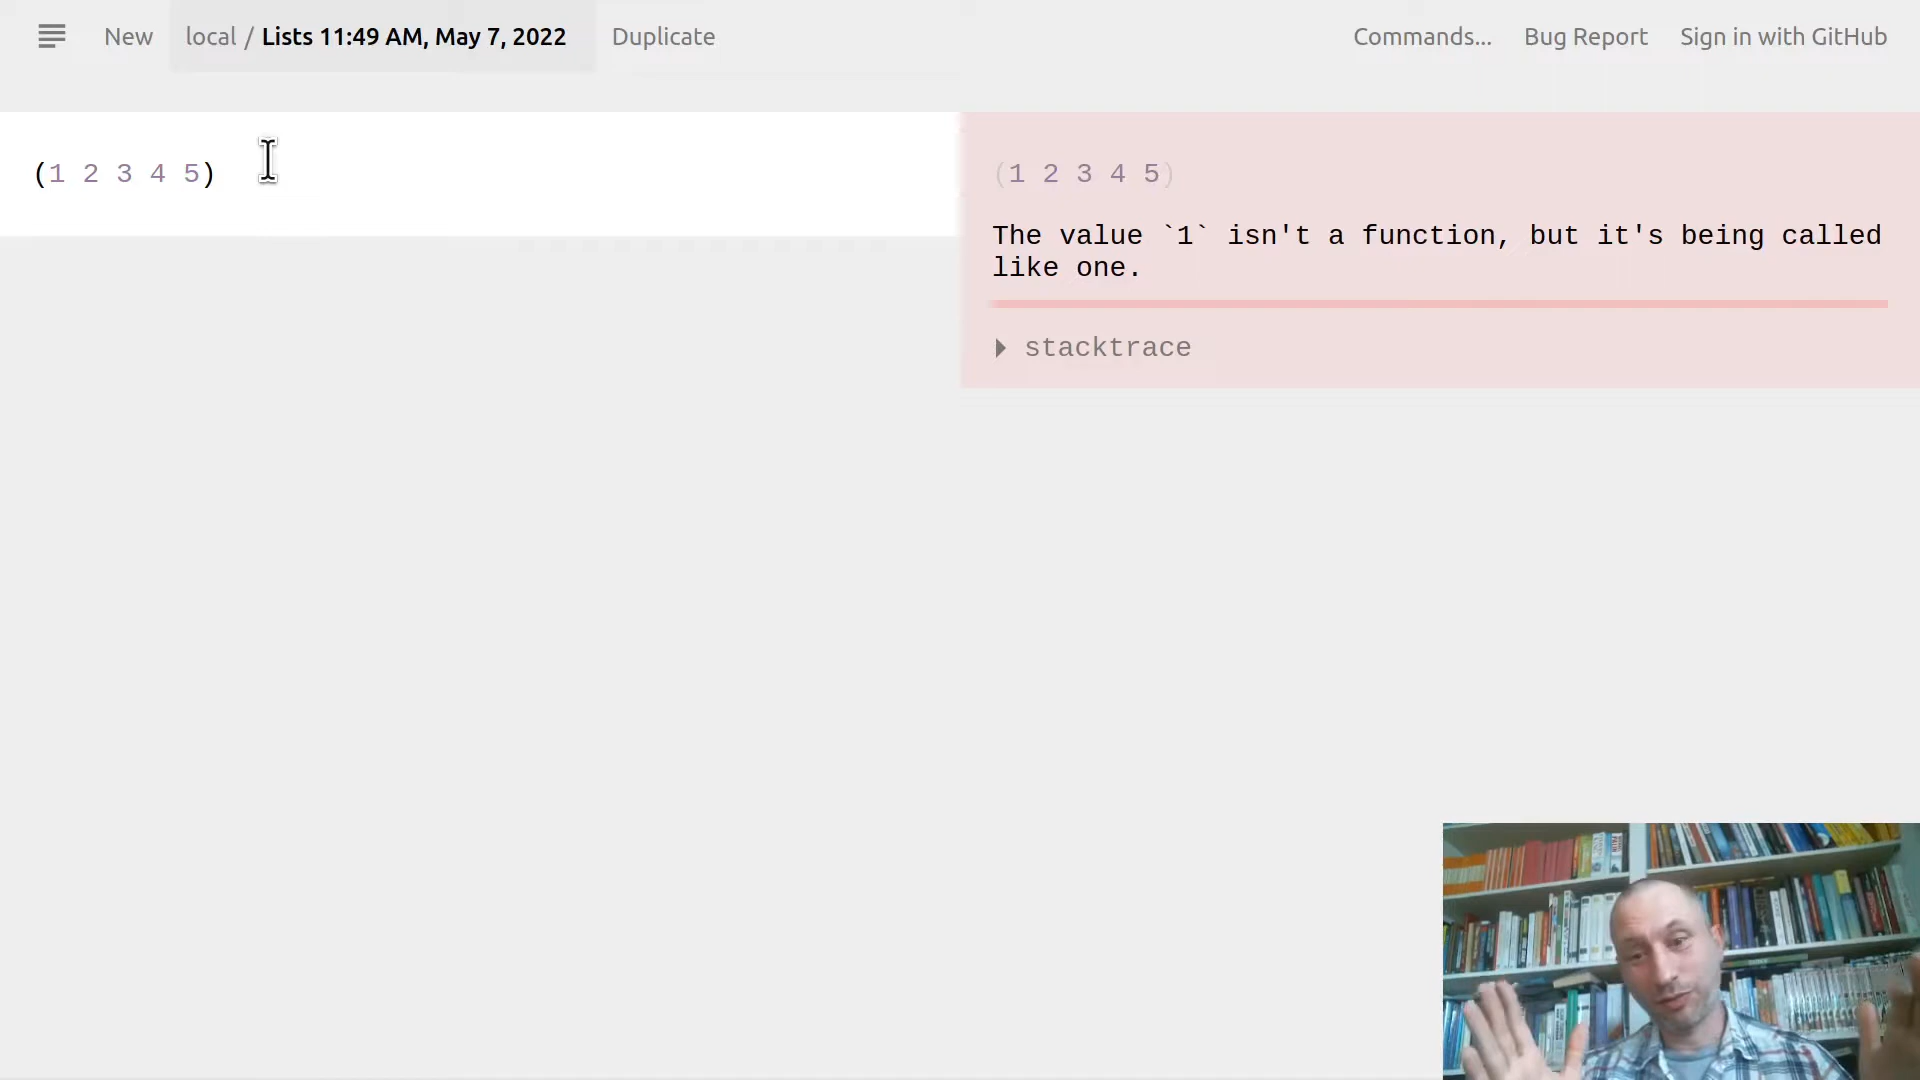 New local / Lists 11:49 AM, May 7, 2022 Duplicate Commands... Bug Report Sign in with GitHub
(1 2 3 4 5)
(1 2 3 4 5)
The value `1` isn't a function, but it's being called
like one.
stacktrace